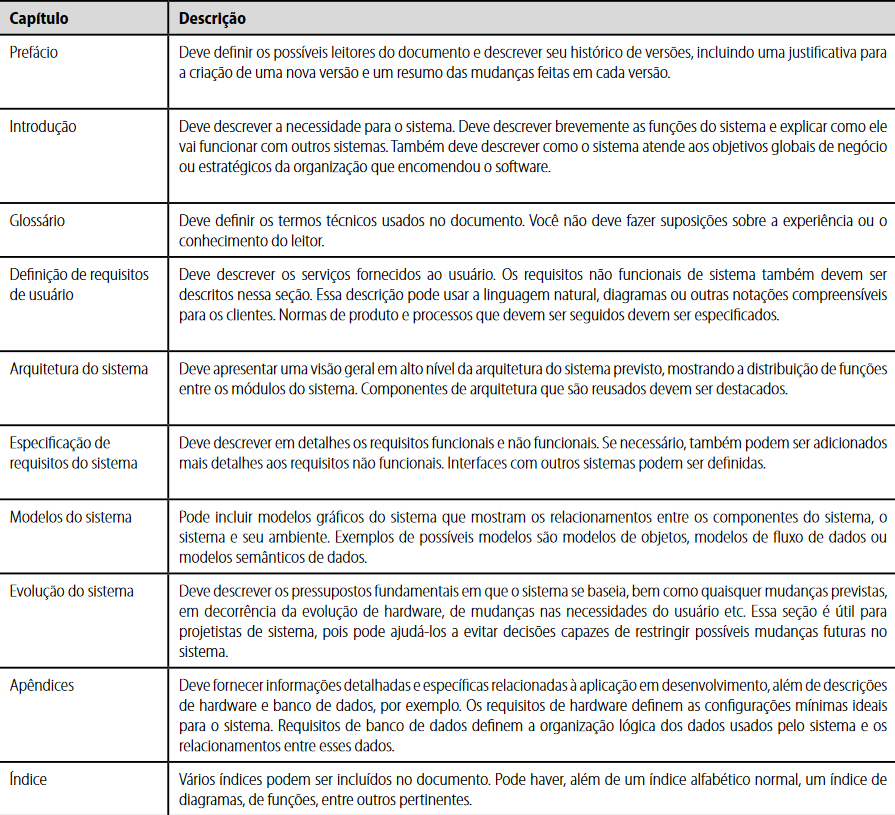 Capítulo Descrição
Prefácio Deve definir os possíveis leitores do documento e descrever seu histórico de versões, incluindo uma justificativa para
a criação de uma nova versão e um resumo das mudanças feitas em cada versão.
Introdução Deve descrever a necessidade para o sistema. Deve descrever brevemente as funções do sistema e explicar como ele
vai funcionar com outros sistemas. Também deve descrever como o sistema atende aos objetivos globais de negócio
ou estratégicos da organização que encomendou o software.
Glossário Deve definir os termos técnicos usados no documento. Você não deve fazer suposições sobre a experiência ou o
conhecimento do leitor.
Definição de requisitos Deve descrever os serviços fornecidos ao usuário. Os requisitos não funcionais de sistema também devem ser
de usuário descritos nessa seção. Essa descrição pode usar a linguagem natural, diagramas ou outras notações compreensíveis
para os clientes. Normas de produto e processos que devem ser seguidos devem ser especificados.
Arquitetura do sistema Deve apresentar uma visão geral em alto nível da arquitetura do sistema previsto, mostrando a distribuição de funções
entre os módulos do sistema. Componentes de arquitetura que são reusados devem ser destacados.
Especificação de Deve descrever em detalhes os requisitos funcionais e não funcionais. Se necessário, também podem ser adicionados
requisitos do sistema mais detalhes aos requisitos não funcionais. Interfaces com outros sistemas podem ser definidas.
Modelos do sistema Pode incluir modelos gráficos do sistema que mostram os relacionamentos entre os componentes do sistema, o
sistema e seu ambiente. Exemplos de possíveis modelos são modelos de objetos, modelos de fluxo de dados ou
modelos semânticos de dados.
Evolução do sistema Deve descrever os pressupostos fundamentais em que o sistema se baseia, bem como quaisquer mudanças previstas,
em decorrência da evolução de hardware, de mudanças nas necessidades do usuário etc. Essa seção é útil para
projetistas de sistema, pois pode ajudá-los a evitar decisões capazes de restringir possíveis mudanças futuras no
sistema.
Apêndices Deve fornecer informações detalhadas e específicas relacionadas à aplicação em desenvolvimento, além de descrições
de hardware e banco de dados, por exemplo. Os requisitos de hardware definem as configurações mínimas ideais
para o sistema. Requisitos de banco de dados definem a organização lógica dos dados usados pelo sistema e os
relacionamentos entre esses dados.
Índice Vários índices podem ser incluídos no documento. Pode haver, além de um índice alfabético normal, um índice de
diagramas, de funções, entre outros pertinentes.